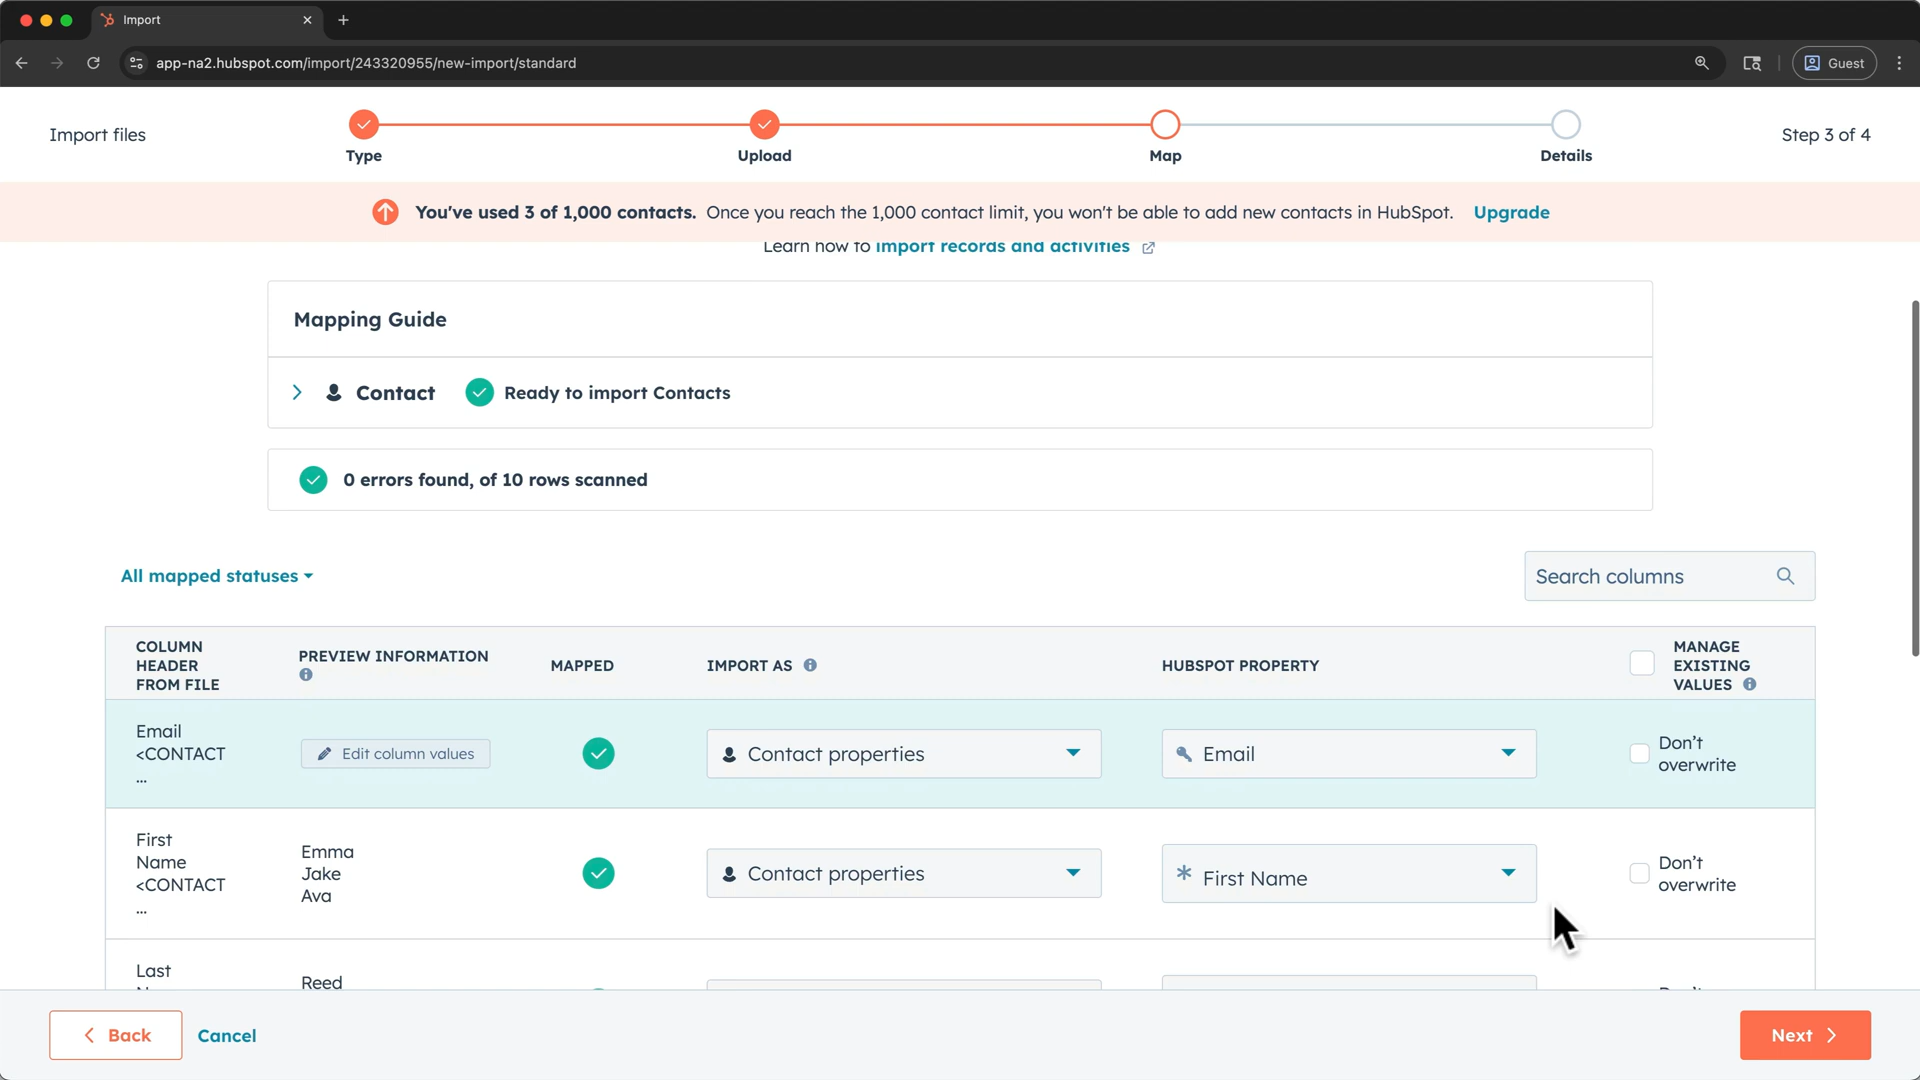 Import
app-na2.hubspot.com/import/243320955/new-import/standard
Guest
Import files
Type
Upload
Map
Details
Step 3 of 4
You've used 3 of 1,000 contacts. Once you reach the 1,000 contact limit, you won't be able to add new contacts in HubSpot. Upgrade
Learn how to import records and activities
Mapping Guide
Contact
Ready to import Contacts
0 errors found, of 10 rows scanned
All mapped statuses
Search columns
COLUMN
HEADER
FROM FILE
PREVIEW INFORMATION
MAPPED
IMPORT AS
HUBSPOT PROPERTY
MANAGE
EXISTING
VALUES
Email
<CONTACT
...
Edit column values
Contact properties
Email
Don't
overwrite
First
Name
<CONTACT
...
Emma
Jake
Ava
Contact properties
First Name
Don't
overwrite
Last
Reed
Back
Cancel
Next